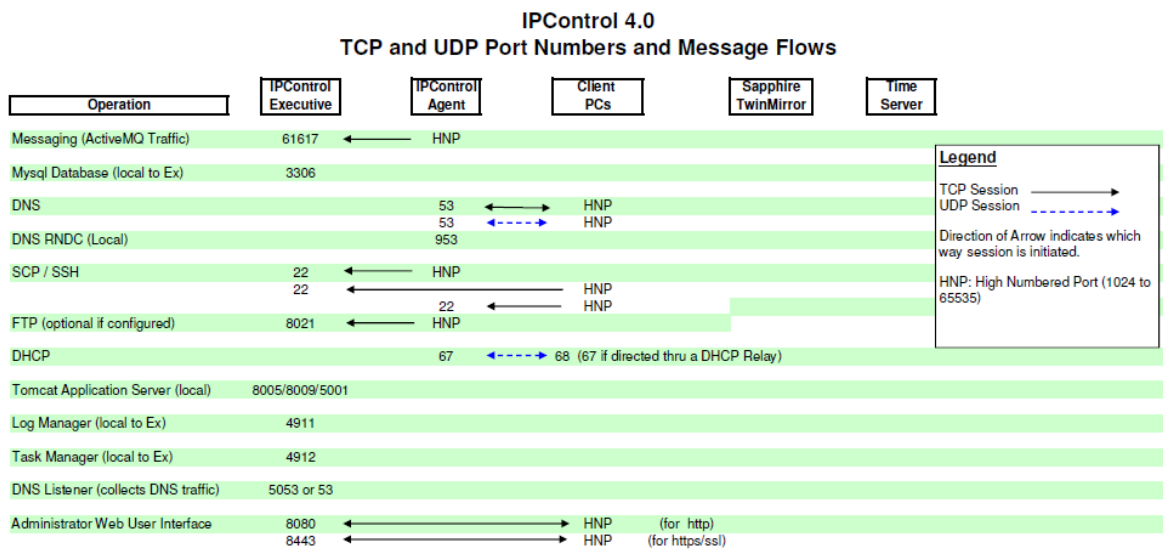 IPControl 4.0
TCP and UDP Port Numbers and Message Flows
Operation IPControl Executive IPControl Agent Client PCs Sapphire TwinMirror Time Server
Messaging (ActiveMQ Traffic) 61617 HNP
Mysql Database (local to Ex) 3306
DNS 53 HNP
53 HNP
DNS RNDC (Local) 953
SCP / SSH 22 HNP
22 HNP
22 HNP
FTP (optional if configured) 8021 HNP
DHCP 67 68 (67 if directed thru a DHCP Relay)
Tomcat Application Server (local) 8005/8009/5001
Log Manager (local to Ex) 4911
Task Manager (local to Ex) 4912
DNS Listener (collects DNS traffic) 5053 or 53
Administrator Web User Interface 8080 HNP (for http)
8443 HNP (for https/ssl)
Legend
TCP Session
UDP Session
Direction of Arrow indicates which
way session is initiated.
HNP: High Numbered Port (1024 to
65535)